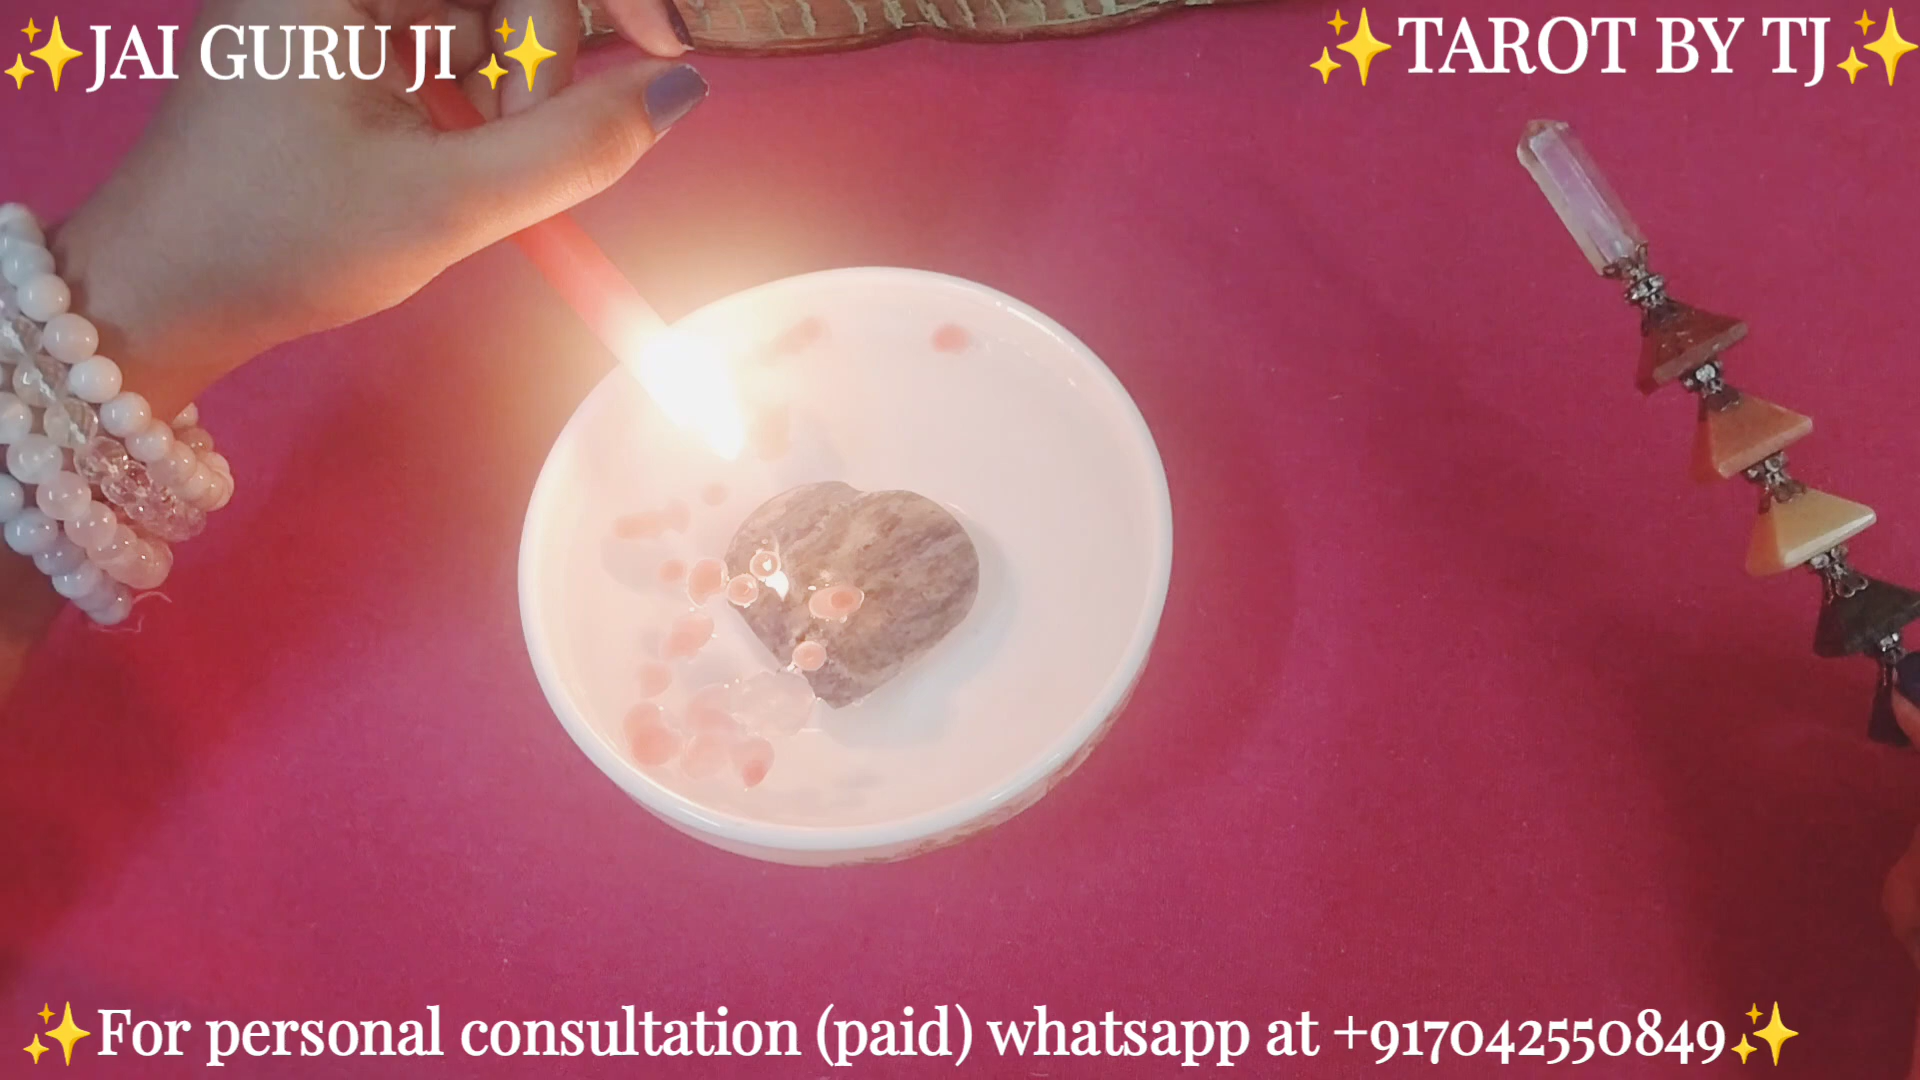 ✨JAI GURU JI ✨
✨TAROT BY TJ✨
✨For personal consultation (paid) whatsapp at +917042550849✨